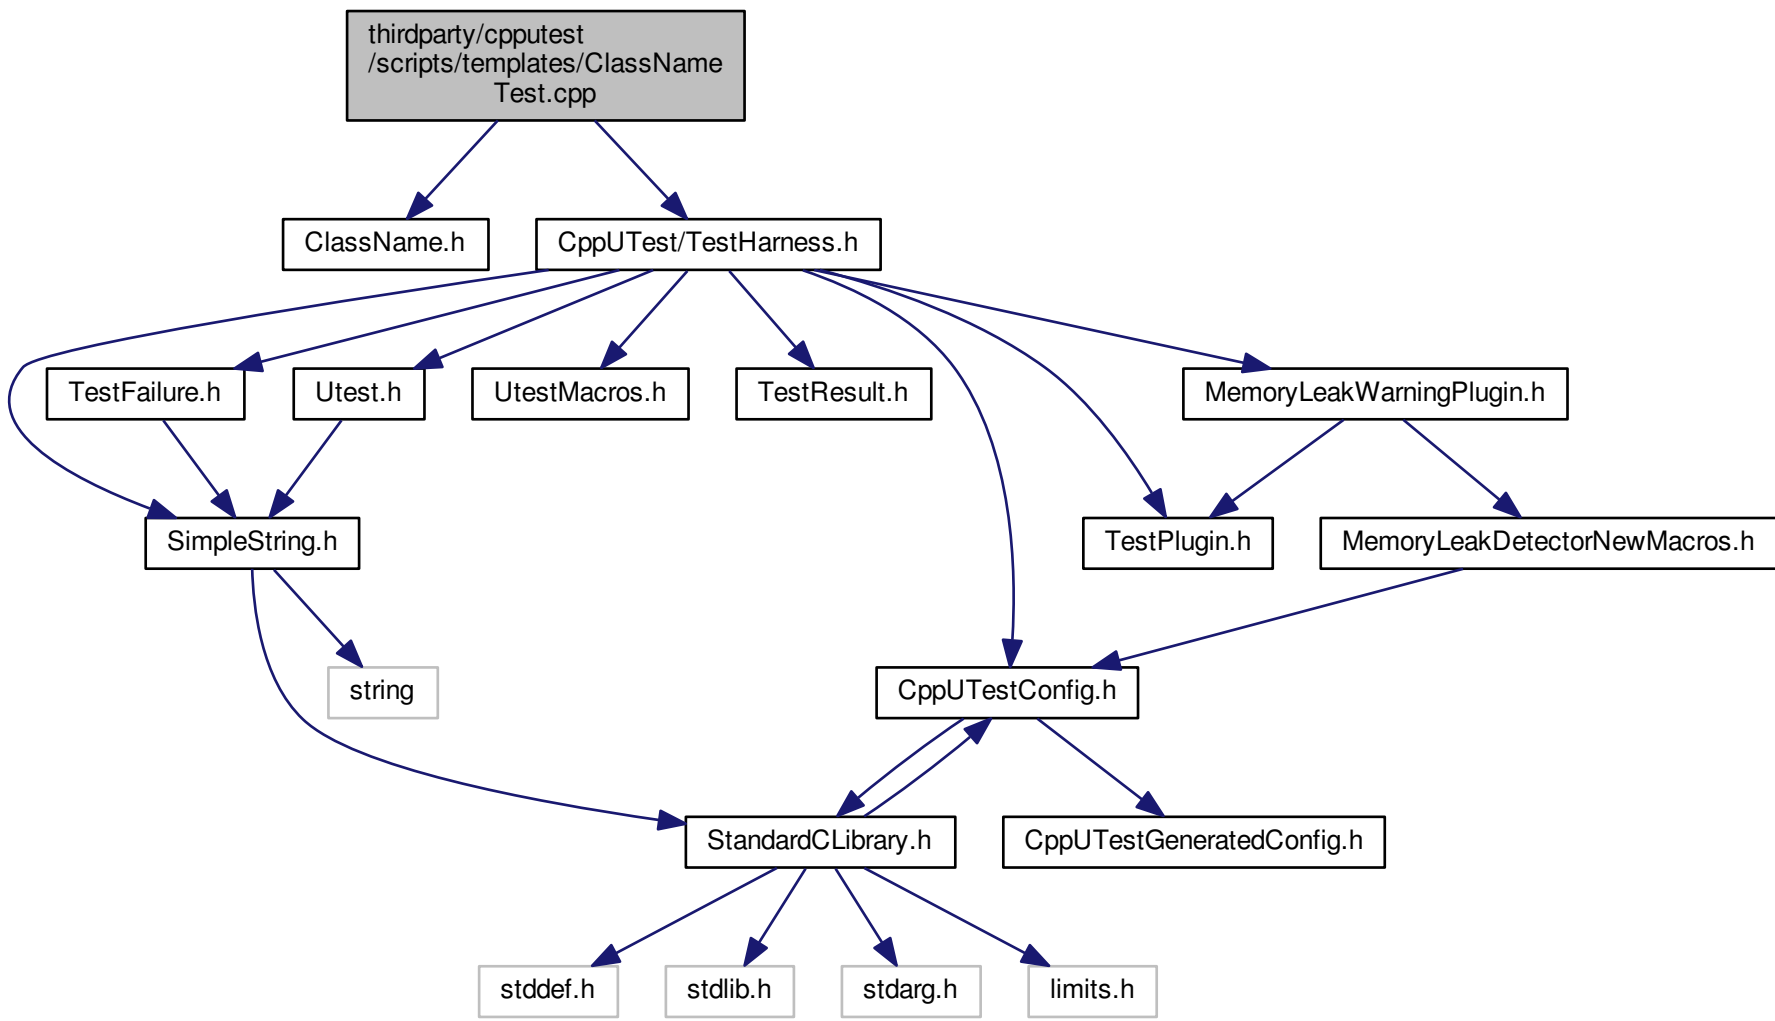 thirdparty/cpputest
/scripts/templates/ClassName
Test.cpp
ClassName.h
CppUTest/TestHarness.h
TestFailure.h
Utest.h
UtestMacros.h
TestResult.h
MemoryLeakWarningPlugin.h
SimpleString.h
TestPlugin.h
MemoryLeakDetectorNewMacros.h
string
CppUTestConfig.h
StandardCLibrary.h
CppUTestGeneratedConfig.h
stddef.h
stdlib.h
stdarg.h
limits.h